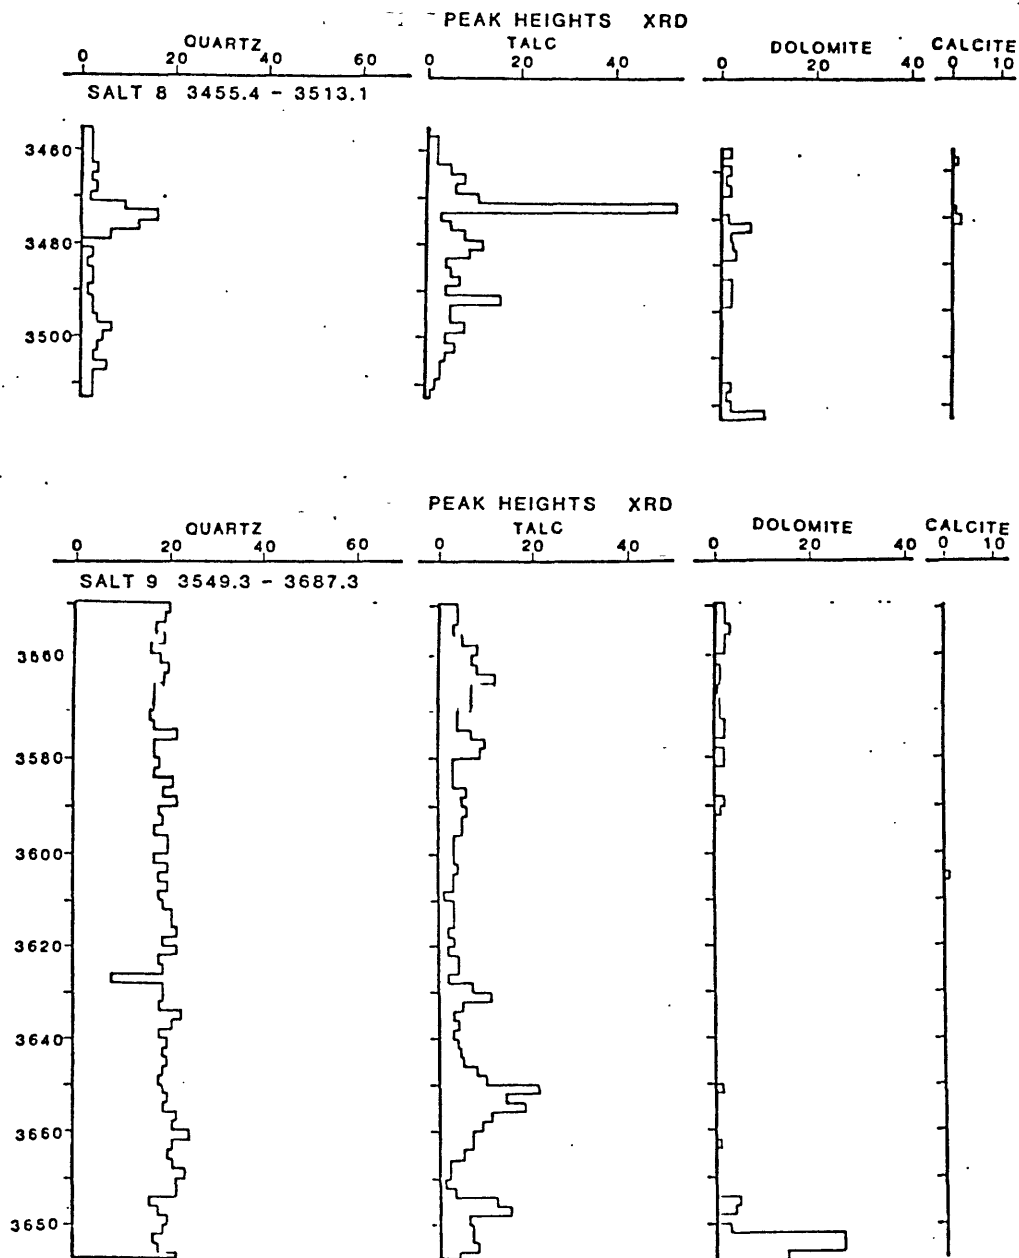 PEAK HEIGHTS XRD
QUARTZ TALC DOLOMITE CALCITE
0 20 40 60 0 20 40 0 20 40 0 10
SALT 8 3455.4 - 3513.1
3460
3480
3500
PEAK HEIGHTS XRD
QUARTZ TALC DOLOMITE CALCITE
0 20 40 60 0 20 40 0 20 40 0 10
SALT 9 3549.3 - 3687.3
3560
3580
3600
3620
3640
3660
3650